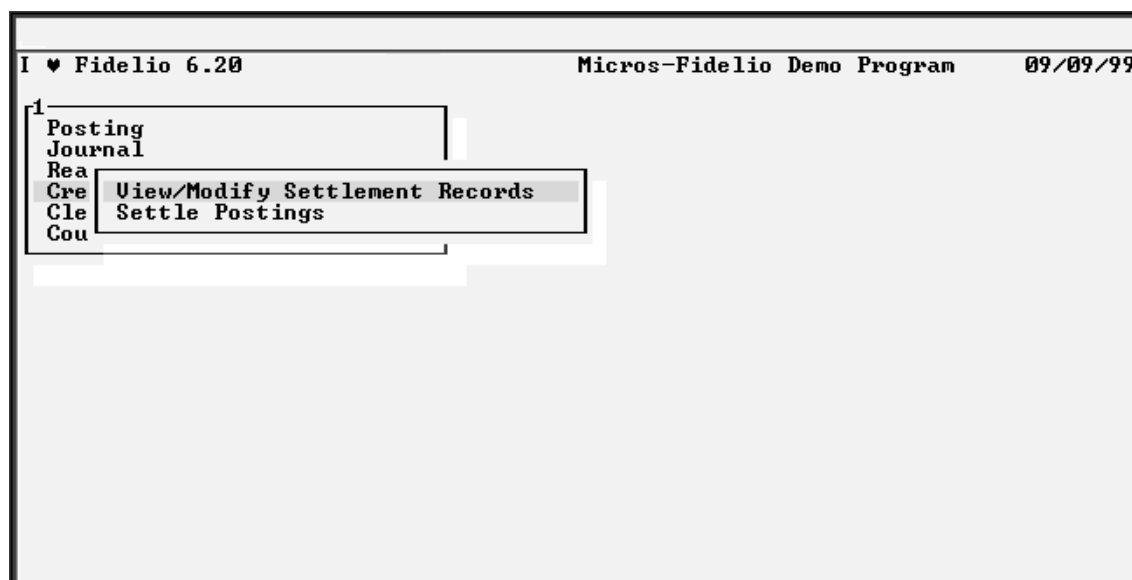 I ♥ Fidelio 6.20 Micros-Fidelio Demo Program 09/09/99
1
Posting
Journal
Rea
Cre View/Modify Settlement Records
Cle Settle Postings
Cou